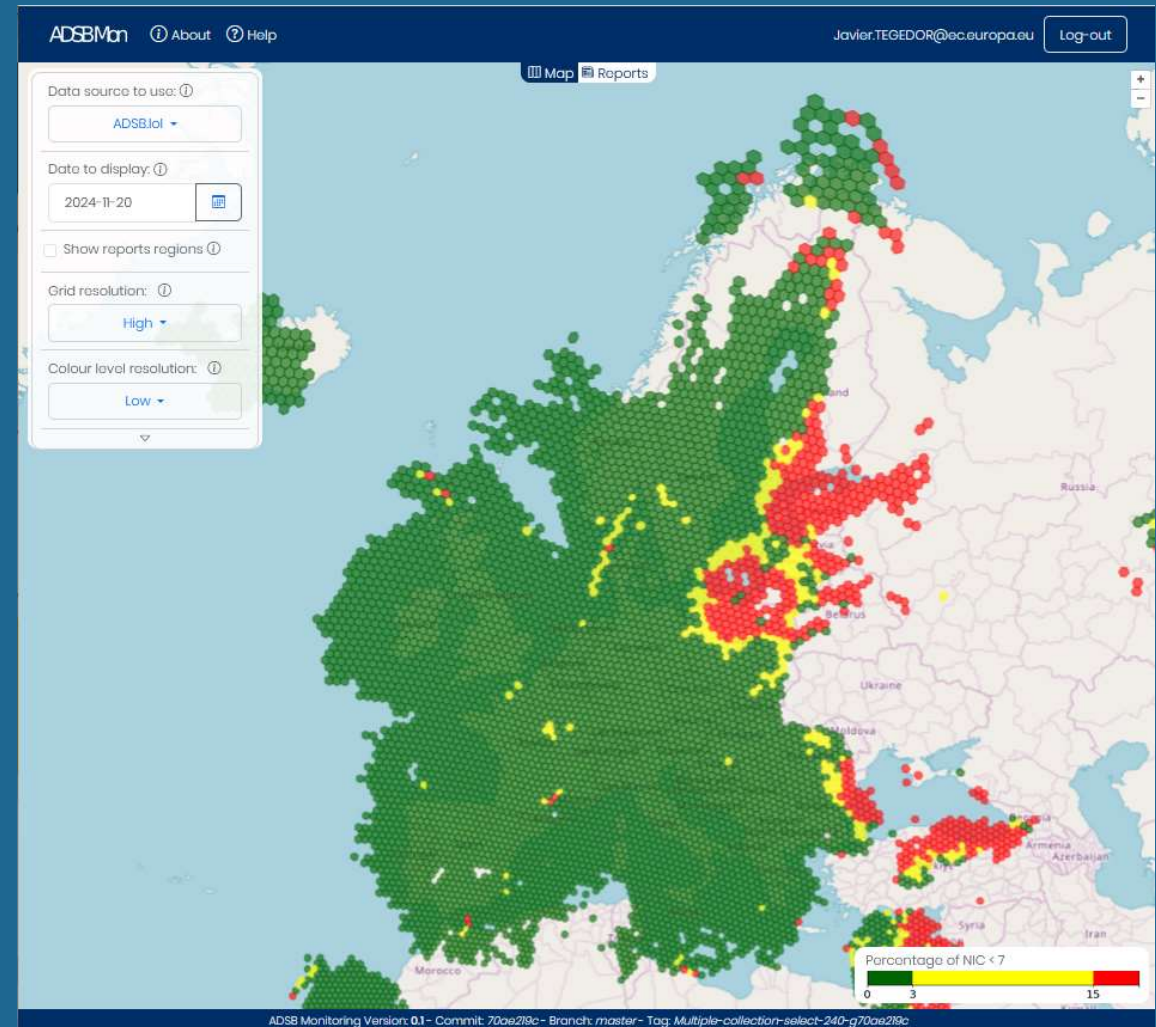 ADSBMon About Help Javier.TEGEDOR@ec.europa.eu Log-out
Map Reports
+
−
Data source to use:
ADSB.lol
Date to display:
2024-11-20
Show reports regions
Grid resolution:
High
Colour level resolution:
Low
Russia
Belarus
Ukraine
Moldova
Georgia
Armenia
Azerbaijan
Syria
Iran
Morocco
Percentage of NIC < 7
0 3 15
ADSB Monitoring Version: 0.1 - Commit: 70ae219c - Branch: master - Tag: Multiple-collection-select-240-g70ae219c